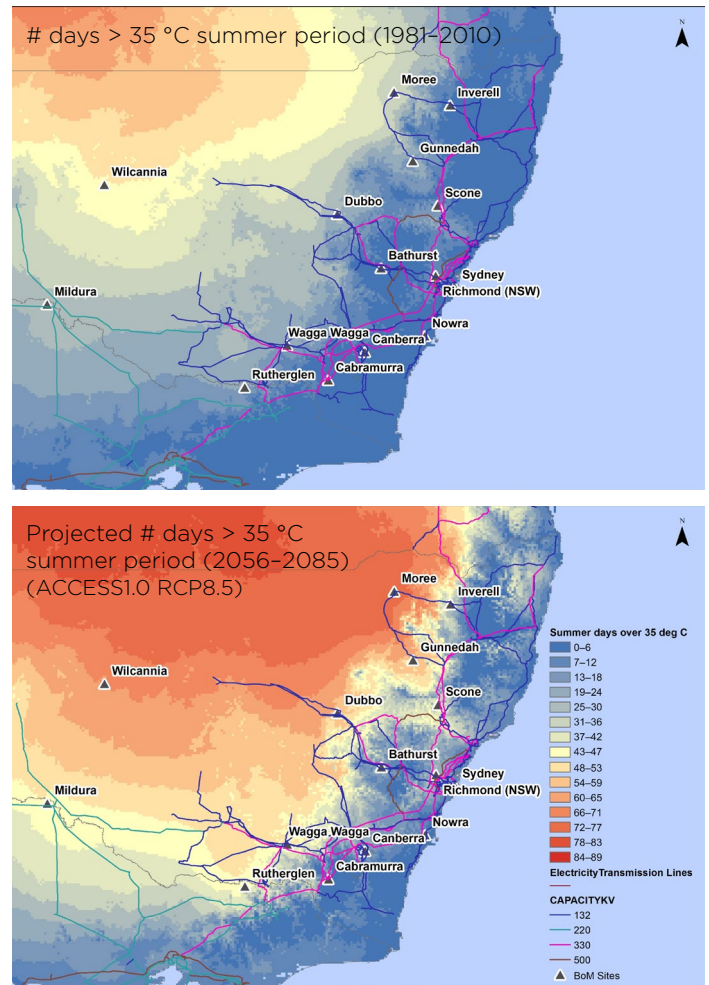 # days > 35 °C summer period (1981–2010)
N
Moree
Inverell
Gunnedah
Wilcannia
Scone
Dubbo
Bathurst
Sydney
Richmond (NSW)
Mildura
Nowra
Wagga Wagga
Canberra
Rutherglen
Cabramurra
Projected # days > 35 °C
summer period (2056–2085)
(ACCESS1.0 RCP8.5)
N
Moree
Inverell
Gunnedah
Wilcannia
Scone
Dubbo
Bathurst
Sydney
Richmond (NSW)
Mildura
Nowra
Wagga Wagga
Canberra
Rutherglen
Cabramurra
Summer days over 35 deg C
0–6
7–12
13–18
19–24
25–30
31–36
37–42
43–47
48–53
54–59
60–65
66–71
72–77
78–83
84–89
ElectricityTransmission Lines
CAPACITYKV
132
220
330
500
BoM Sites